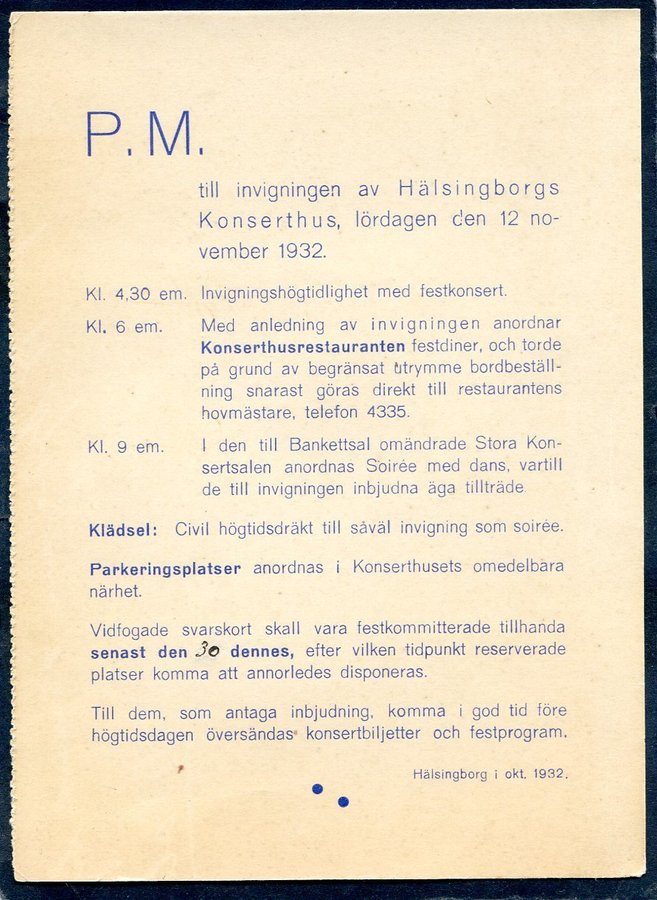 P. M.
till invigningen av Hälsingborgs
Konserthus, lördagen den 12 no-
vember 1932.
Kl. 4,30 em. Invigningshögtidlighet med festkonsert.
Kl. 6 em. Med anledning av invigningen anordnar
Konserthusrestauranten festdiner, och torde
på grund av begränsat utrymme bordbeställ-
ning snarast göras direkt till restaurantens
hovmästare, telefon 4335.
Kl. 9 em. I den till Bankettsal omändrade Stora Kon-
sertsalen anordnas Soirée med dans, vartill
de till invigningen inbjudna äga tillträde
Klädsel: Civil högtidsdräkt till såväl invigning som soirée.
Parkeringsplatser anordnas i Konserthusets omedelbara
närhet.
Vidfogade svarskort skall vara festkommitterade tillhanda
senast den 30 dennes, efter vilken tidpunkt reserverade
platser komma att annorledes disponeras.
Till dem, som antaga inbjudning, komma i god tid före
högtidsdagen översändas konsertbiljetter och festprogram.
Hälsingborg i okt. 1932.